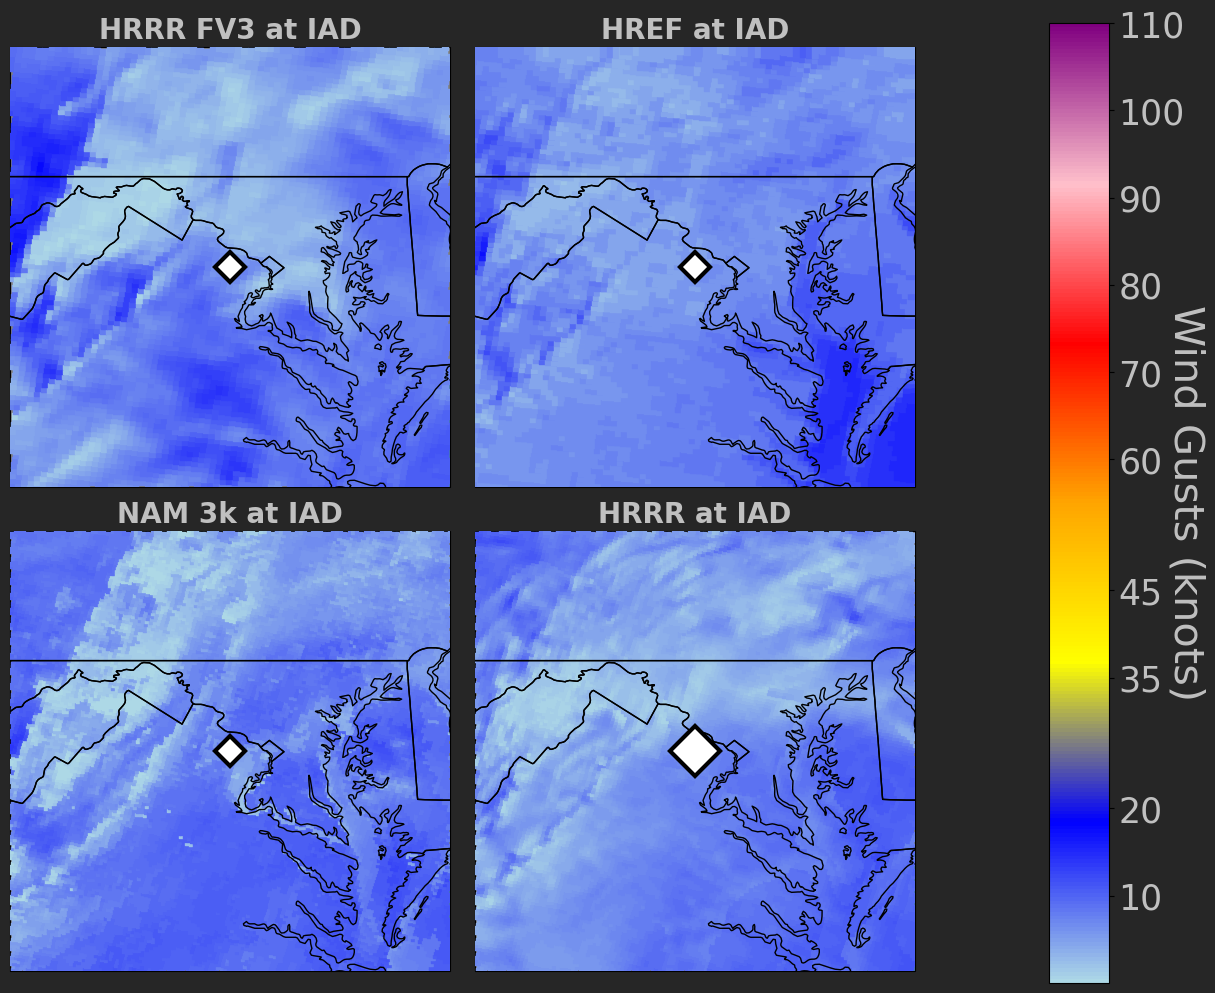 HRRR FV3 at IAD
HREF at IAD
NAM 3k at IAD
HRRR at IAD
110
100
90
80
70
60
45
35
20
10
Wind Gusts (knots)